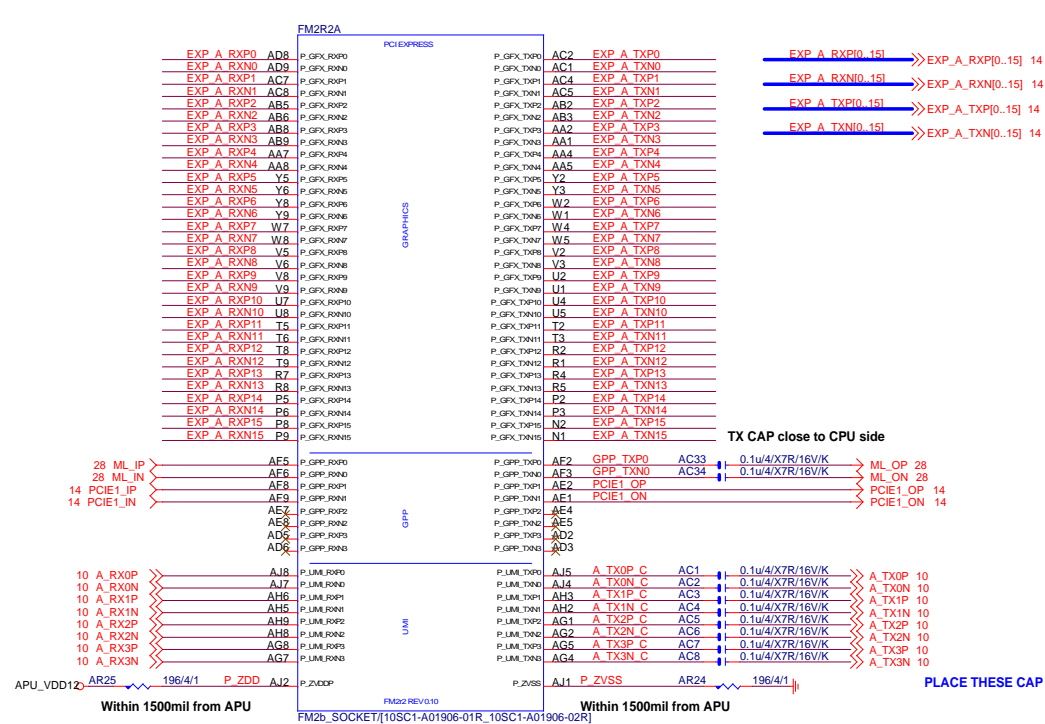 FM2R2A
PCI EXPRESS
EXP_A_RXP0 AD8 P_GFX_RXP0 P_GFX_TXP0 AC2 EXP_A_TXP0 EXP_A_RXP[0..15] EXP_A_RXP[0..15] 14
EXP_A_RXN0 AD9 P_GFX_RXN0 P_GFX_TXN0 AC1 EXP_A_TXN0
EXP_A_RXP1 AC7 P_GFX_RXP1 P_GFX_TXP1 AC4 EXP_A_TXP1 EXP_A_RXN[0..15] EXP_A_RXN[0..15] 14
EXP_A_RXN1 AC8 P_GFX_RXN1 P_GFX_TXN1 AC5 EXP_A_TXN1
EXP_A_RXP2 AB5 P_GFX_RXP2 P_GFX_TXP2 AB2 EXP_A_TXP2 EXP_A_TXP[0..15] EXP_A_TXP[0..15] 14
EXP_A_RXN2 AB6 P_GFX_RXN2 P_GFX_TXN2 AB3 EXP_A_TXN2
EXP_A_RXP3 AB8 P_GFX_RXP3 P_GFX_TXP3 AA2 EXP_A_TXP3 EXP_A_TXN[0..15] EXP_A_TXN[0..15] 14
EXP_A_RXN3 AB9 P_GFX_RXN3 P_GFX_TXN3 AA1 EXP_A_TXN3
EXP_A_RXP4 AA7 P_GFX_RXP4 P_GFX_TXP4 AA4 EXP_A_TXP4
EXP_A_RXN4 AA8 P_GFX_RXN4 P_GFX_TXN4 AA5 EXP_A_TXN4
EXP_A_RXP5 Y5 P_GFX_RXP5 P_GFX_TXP5 Y2 EXP_A_TXP5
EXP_A_RXN5 Y6 P_GFX_RXN5 P_GFX_TXN5 Y3 EXP_A_TXN5
EXP_A_RXP6 Y8 P_GFX_RXP6 P_GFX_TXP6 W2 EXP_A_TXP6
EXP_A_RXN6 Y9 P_GFX_RXN6 P_GFX_TXN6 W1 EXP_A_TXN6
EXP_A_RXP7 W7 P_GFX_RXP7 P_GFX_TXP7 W4 EXP_A_TXP7
EXP_A_RXN7 W8 P_GFX_RXN7 P_GFX_TXN7 W5 EXP_A_TXN7
GRAPHICS
EXP_A_RXP8 V5 P_GFX_RXP8 P_GFX_TXP8 V2 EXP_A_TXP8
EXP_A_RXN8 V6 P_GFX_RXN8 P_GFX_TXN8 V3 EXP_A_TXN8
EXP_A_RXP9 V8 P_GFX_RXP9 P_GFX_TXP9 U2 EXP_A_TXP9
EXP_A_RXN9 V9 P_GFX_RXN9 P_GFX_TXN9 U1 EXP_A_TXN9
EXP_A_RXP10 U7 P_GFX_RXP10 P_GFX_TXP10 U4 EXP_A_TXP10
EXP_A_RXN10 U8 P_GFX_RXN10 P_GFX_TXN10 U5 EXP_A_TXN10
EXP_A_RXP11 T5 P_GFX_RXP11 P_GFX_TXP11 T2 EXP_A_TXP11
EXP_A_RXN11 T6 P_GFX_RXN11 P_GFX_TXN11 T3 EXP_A_TXN11
EXP_A_RXP12 T8 P_GFX_RXP12 P_GFX_TXP12 R2 EXP_A_TXP12
EXP_A_RXN12 T9 P_GFX_RXN12 P_GFX_TXN12 R1 EXP_A_TXN12
EXP_A_RXP13 R7 P_GFX_RXP13 P_GFX_TXP13 R4 EXP_A_TXP13
EXP_A_RXN13 R8 P_GFX_RXN13 P_GFX_TXN13 R5 EXP_A_TXN13
EXP_A_RXP14 P5 P_GFX_RXP14 P_GFX_TXP14 P2 EXP_A_TXP14
EXP_A_RXN14 P6 P_GFX_RXN14 P_GFX_TXN14 P3 EXP_A_TXN14
EXP_A_RXP15 P8 P_GFX_RXP15 P_GFX_TXP15 N2 EXP_A_TXP15
EXP_A_RXN15 P9 P_GFX_RXN15 P_GFX_TXN15 N1 EXP_A_TXN15
TX CAP close to CPU side
28 ML_IP AF5 P_GPP_RXP0 P_GPP_TXP0 AF2 GPP_TXP0 AC33 0.1u/4/X7R/16V/K ML_OP 28
28 ML_IN AF6 P_GPP_RXN0 P_GPP_TXN0 AF3 GPP_TXN0 AC34 0.1u/4/X7R/16V/K ML_ON 28
14 PCIE1_IP AF8 P_GPP_RXP1 P_GPP_TXP1 AE2 PCIE1_OP PCIE1_OP 14
14 PCIE1_IN AF9 P_GPP_RXN1 P_GPP_TXN1 AE1 PCIE1_ON PCIE1_ON 14
AE7 P_GPP_RXP2 P_GPP_TXP2 AE4
AE8 P_GPP_RXN2 GPP P_GPP_TXN2 AE5
AD5 P_GPP_RXP3 P_GPP_TXP3 AD2
AD6 P_GPP_RXN3 P_GPP_TXN3 AD3
10 A_RX0P AJ8 P_UMI_RXP0 P_UMI_TXP0 AJ5 A_TX0P_C AC1 0.1u/4/X7R/16V/K A_TX0P 10
10 A_RX0N AJ7 P_UMI_RXN0 P_UMI_TXN0 AJ4 A_TX0N_C AC2 0.1u/4/X7R/16V/K A_TX0N 10
10 A_RX1P AH6 P_UMI_RXP1 P_UMI_TXP1 AH3 A_TX1P_C AC3 0.1u/4/X7R/16V/K A_TX1P 10
10 A_RX1N AH5 P_UMI_RXN1 P_UMI_TXN1 AH2 A_TX1N_C AC4 0.1u/4/X7R/16V/K A_TX1N 10
10 A_RX2P AH9 P_UMI_RXP2 UMI P_UMI_TXP2 AG1 A_TX2P_C AC5 0.1u/4/X7R/16V/K A_TX2P 10
10 A_RX2N AH8 P_UMI_RXN2 P_UMI_TXN2 AG2 A_TX2N_C AC6 0.1u/4/X7R/16V/K A_TX2N 10
10 A_RX3P AG8 P_UMI_RXP3 P_UMI_TXP3 AG5 A_TX3P_C AC7 0.1u/4/X7R/16V/K A_TX3P 10
10 A_RX3N AG7 P_UMI_RXN3 P_UMI_TXN3 AG4 A_TX3N_C AC8 0.1u/4/X7R/16V/K A_TX3N 10
APU_VDD12 AR25 196/4/1 P_ZDD AJ2 P_ZVDDP P_ZVSS AJ1 P_ZVSS AR24 196/4/1 PLACE THESE CAP
Within 1500mil from APU FM2r2 REV 0.10 Within 1500mil from APU
FM2b_SOCKET/[10SC1-A01906-01R_10SC1-A01906-02R]